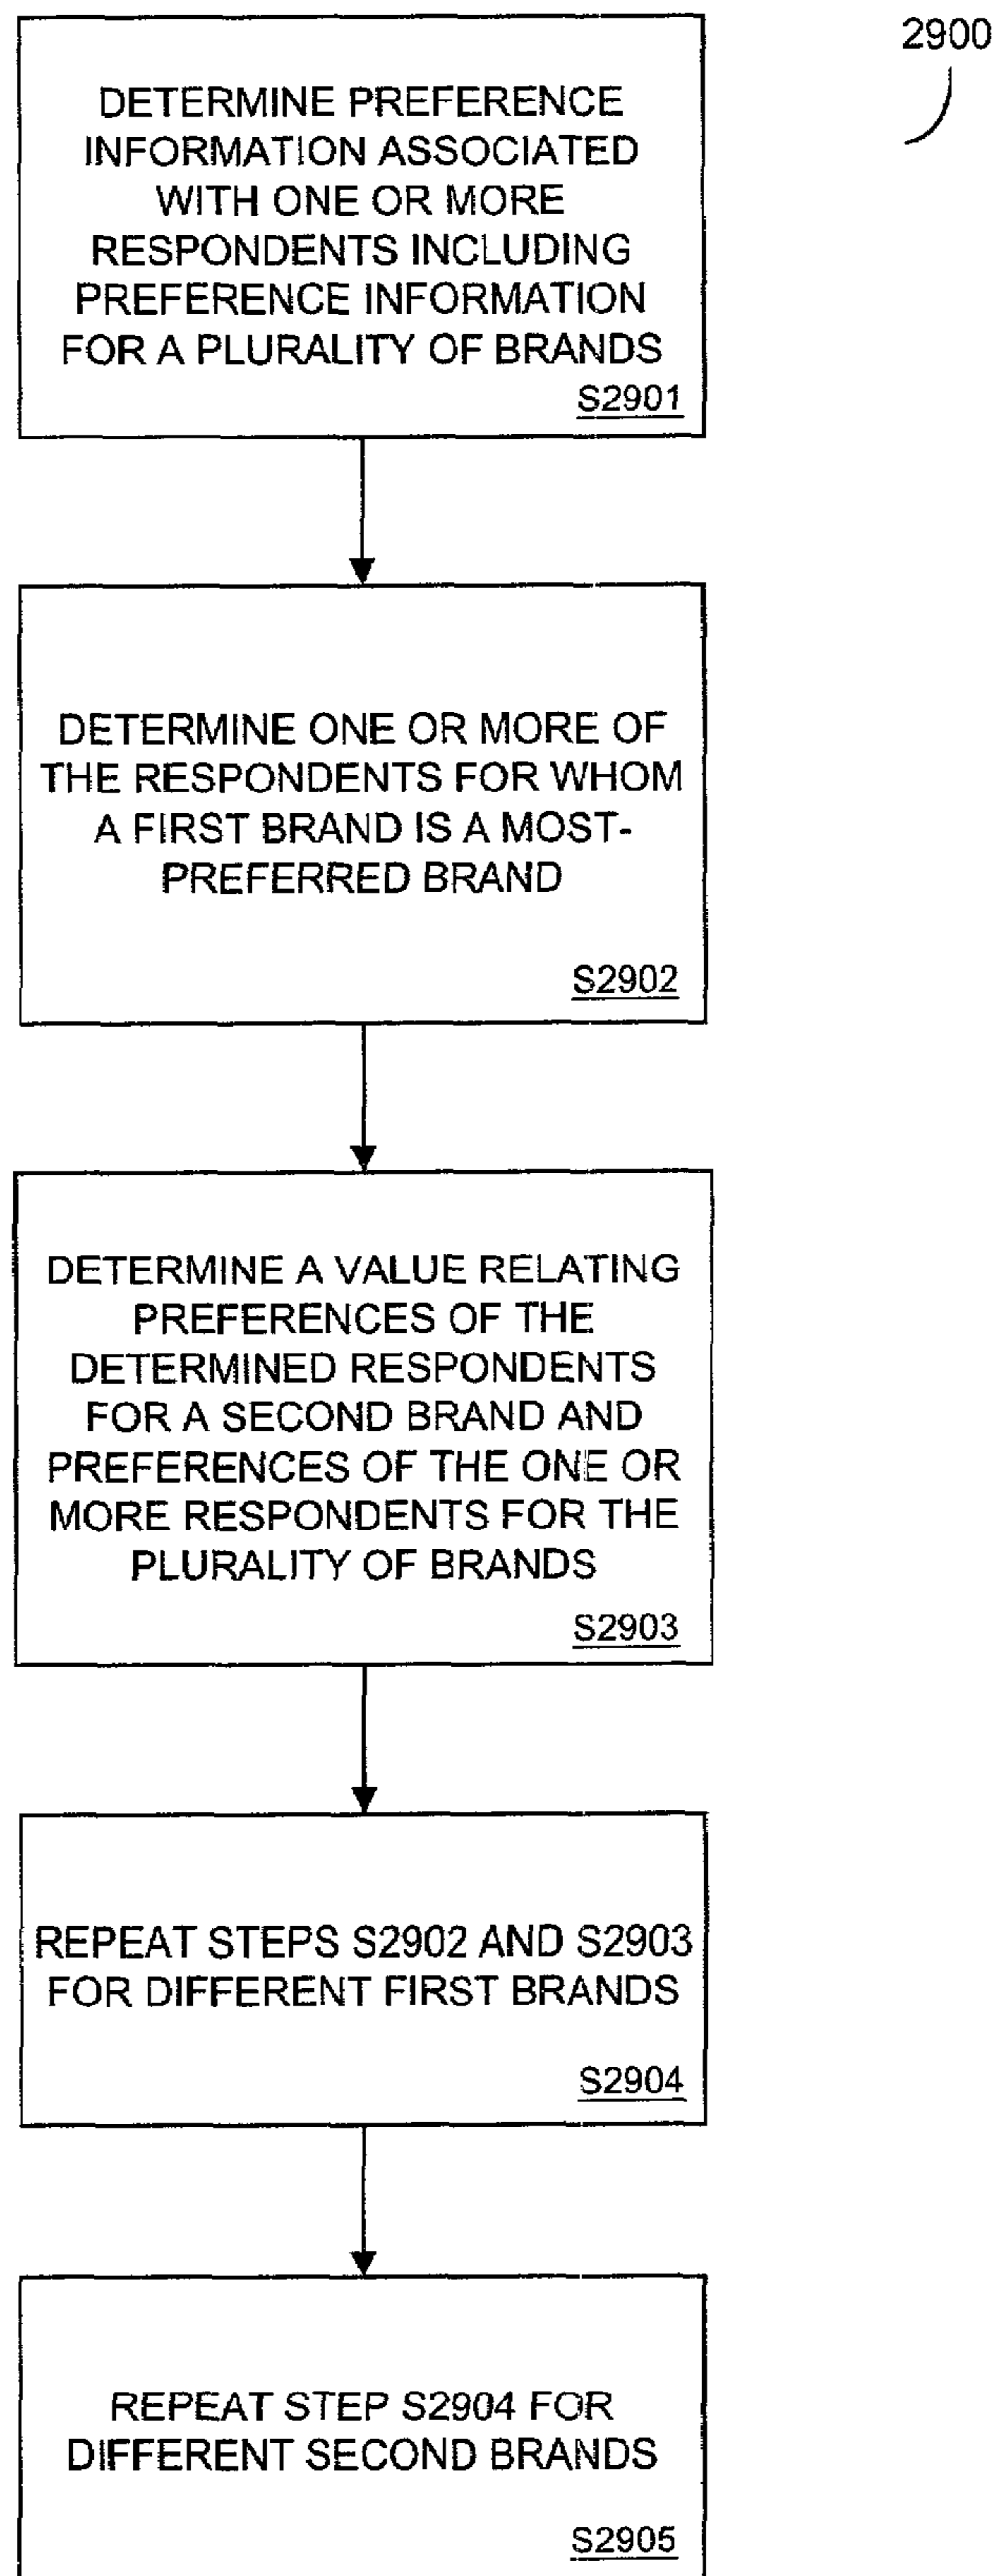 2900
DETERMINE PREFERENCE
INFORMATION ASSOCIATED
WITH ONE OR MORE
RESPONDENTS INCLUDING
PREFERENCE INFORMATION
FOR A PLURALITY OF BRANDS
S2901
DETERMINE ONE OR MORE OF
THE RESPONDENTS FOR WHOM
A FIRST BRAND IS A MOST-
PREFERRED BRAND
S2902
DETERMINE A VALUE RELATING
PREFERENCES OF THE
DETERMINED RESPONDENTS
FOR A SECOND BRAND AND
PREFERENCES OF THE ONE OR
MORE RESPONDENTS FOR THE
PLURALITY OF BRANDS
S2903
REPEAT STEPS S2902 AND S2903
FOR DIFFERENT FIRST BRANDS
S2904
REPEAT STEP S2904 FOR
DIFFERENT SECOND BRANDS
S2905